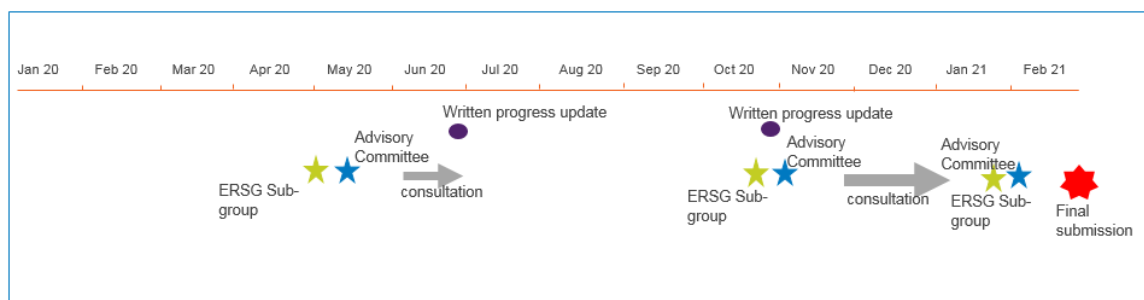 Jan 20 Feb 20 Mar 20 Apr 20 May 20 Jun 20 Jul 20 Aug 20 Sep 20 Oct 20 Nov 20 Dec 20 Jan 21 Feb 21
Written progress update
Advisory
Committee
ERSG Sub-
group
consultation
Written progress update
Advisory
Committee
ERSG Sub-
group
consultation
Advisory
Committee
ERSG Sub-
group
Final
submission